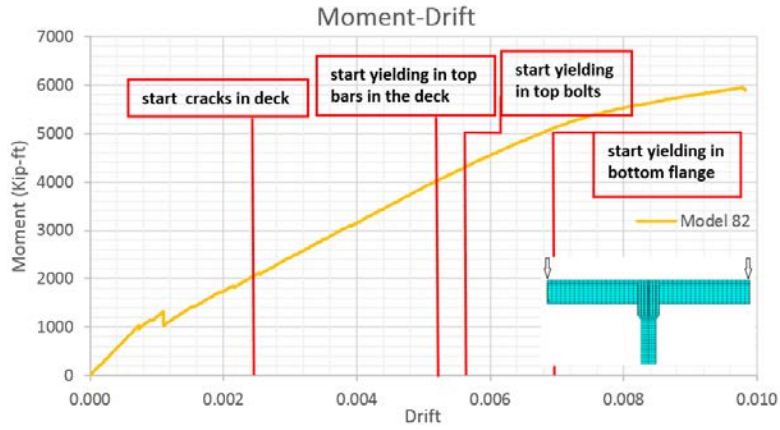 Moment-Drift
7000
6000
5000
4000
3000
2000
1000
0
Moment (Kip-ft)
start cracks in deck
start yielding in top
bars in the deck
start yielding
in top bolts
start yielding in
bottom flange
Model 82
0.000
0.002
0.004
0.006
0.008
0.010
Drift